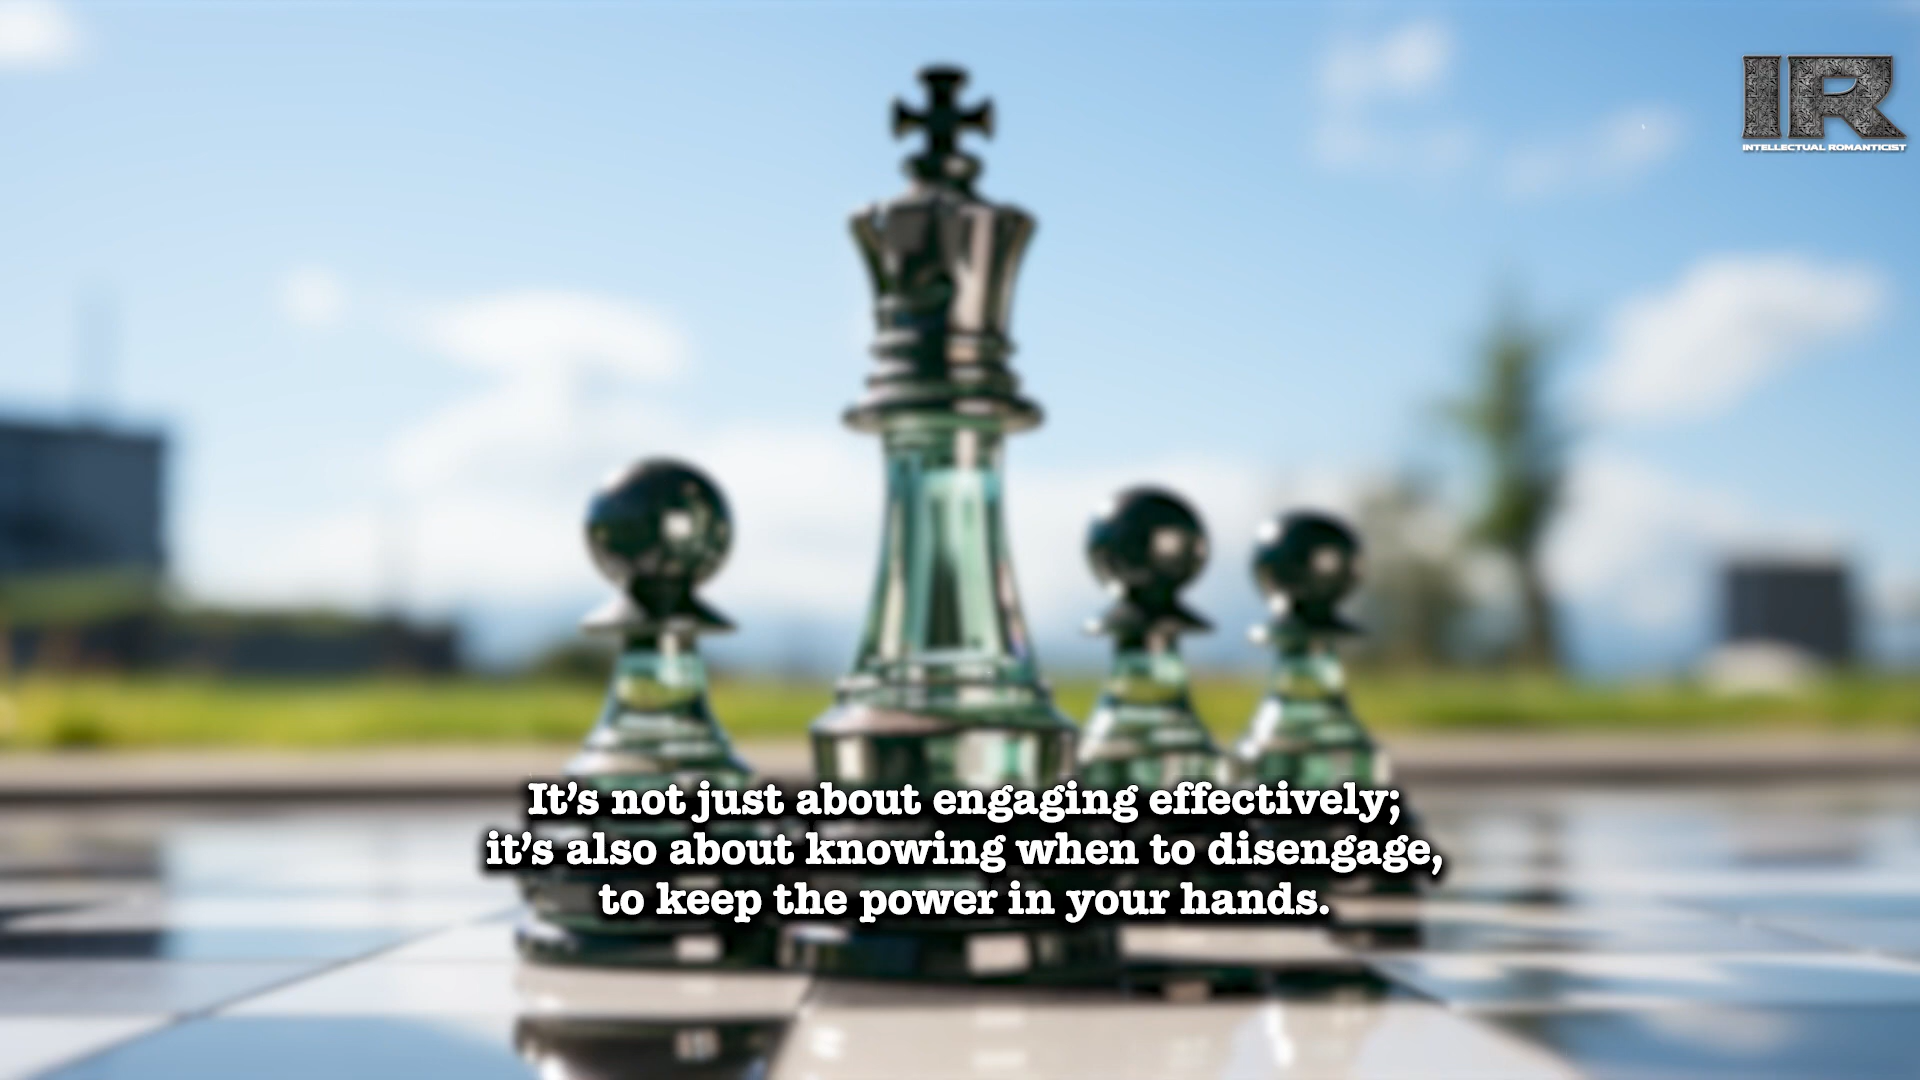 IR
INTELLECTUAL ROMANTICIST
It's not just about engaging effectively;
it's also about knowing when to disengage,
to keep the power in your hands.